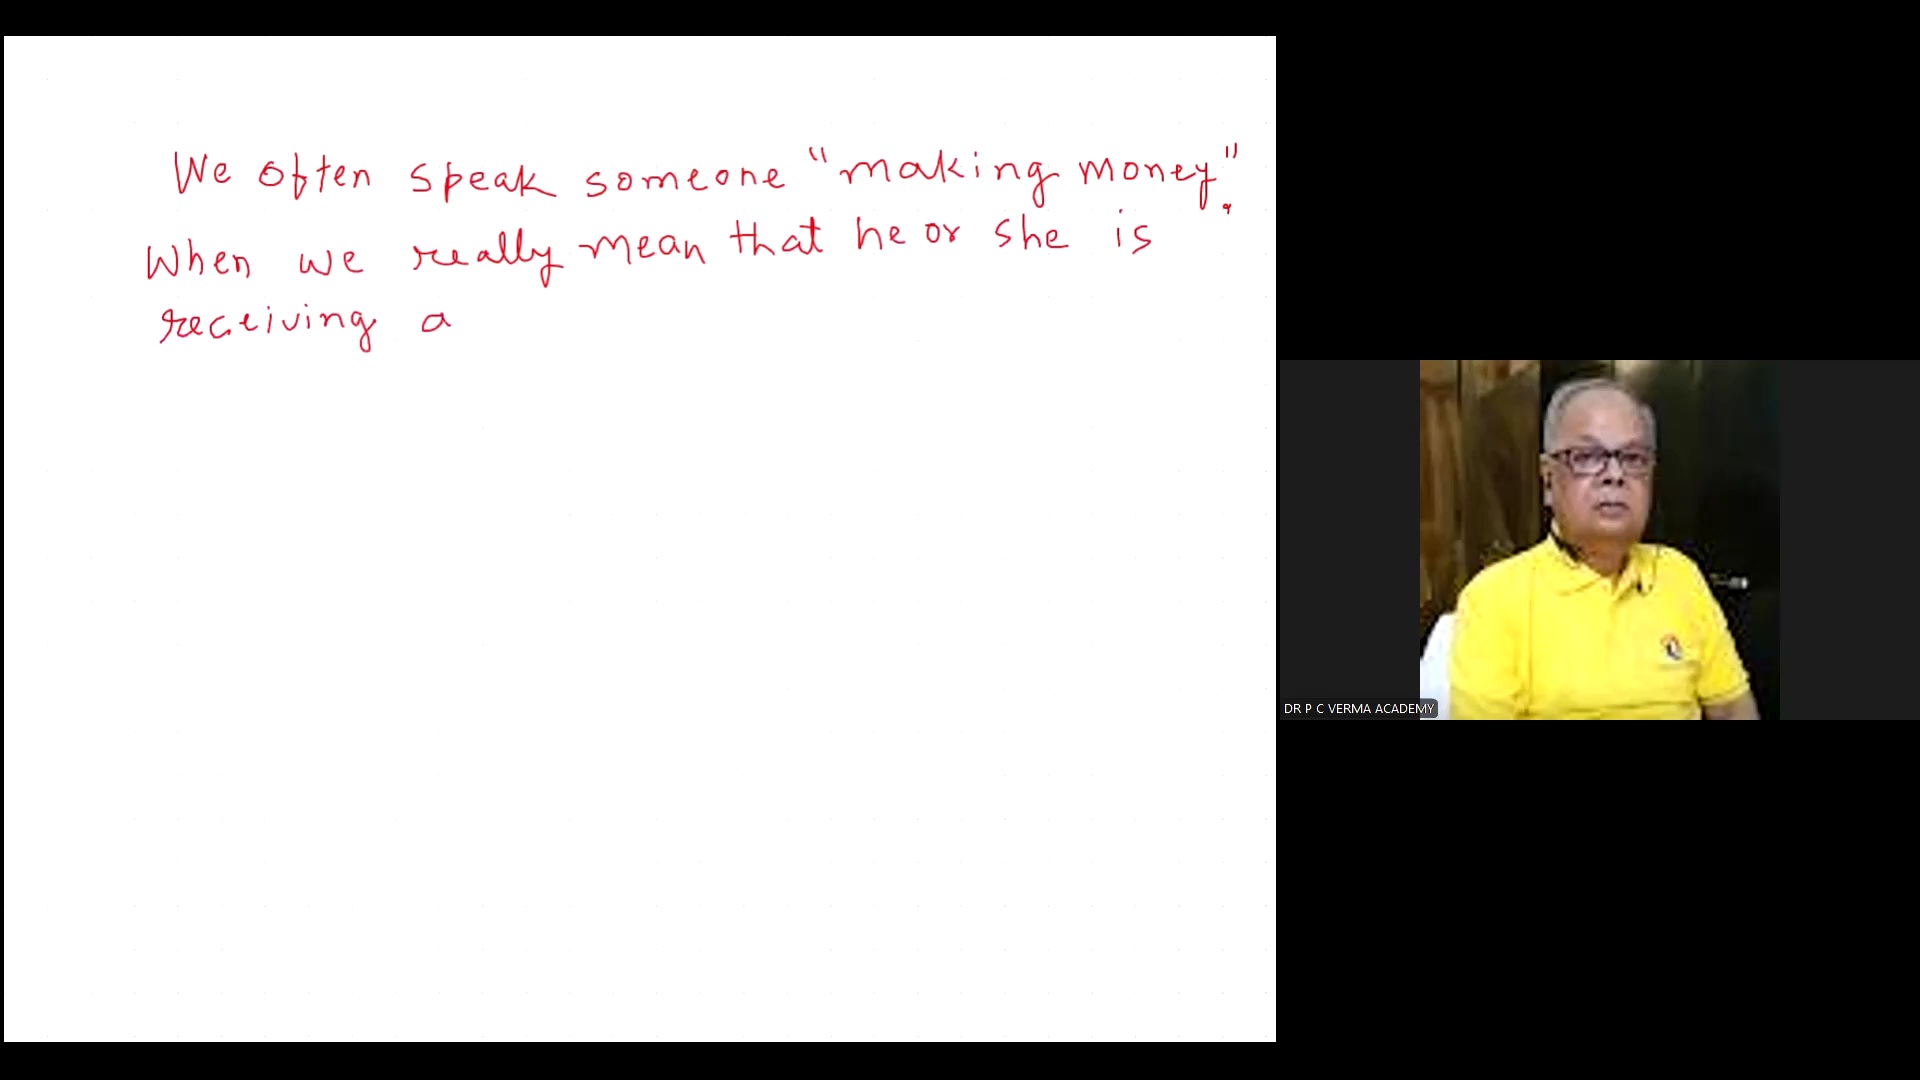 We often speak someone "making money".
When we really mean that he or she is
receiving a
DR P C VERMA ACADEMY